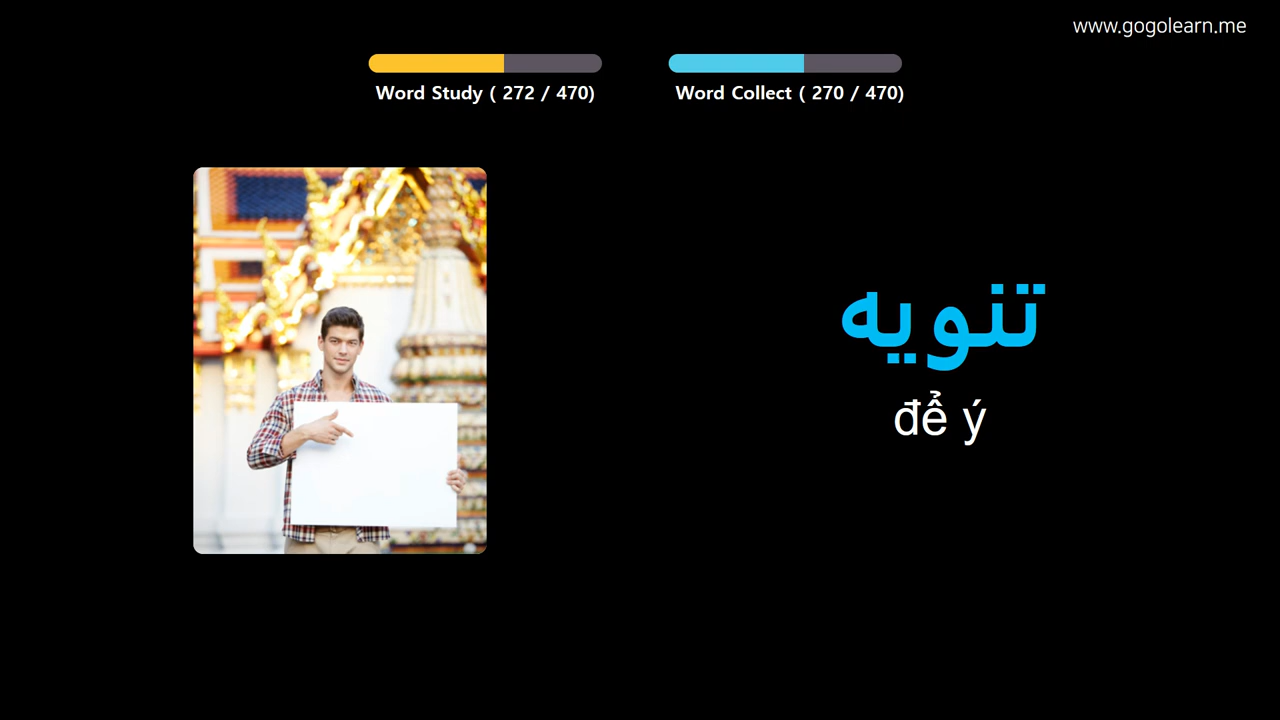 www.gogolearn.me
Word Study ( 272 / 470)
Word Collect ( 270 / 470)
تنويه
để ý